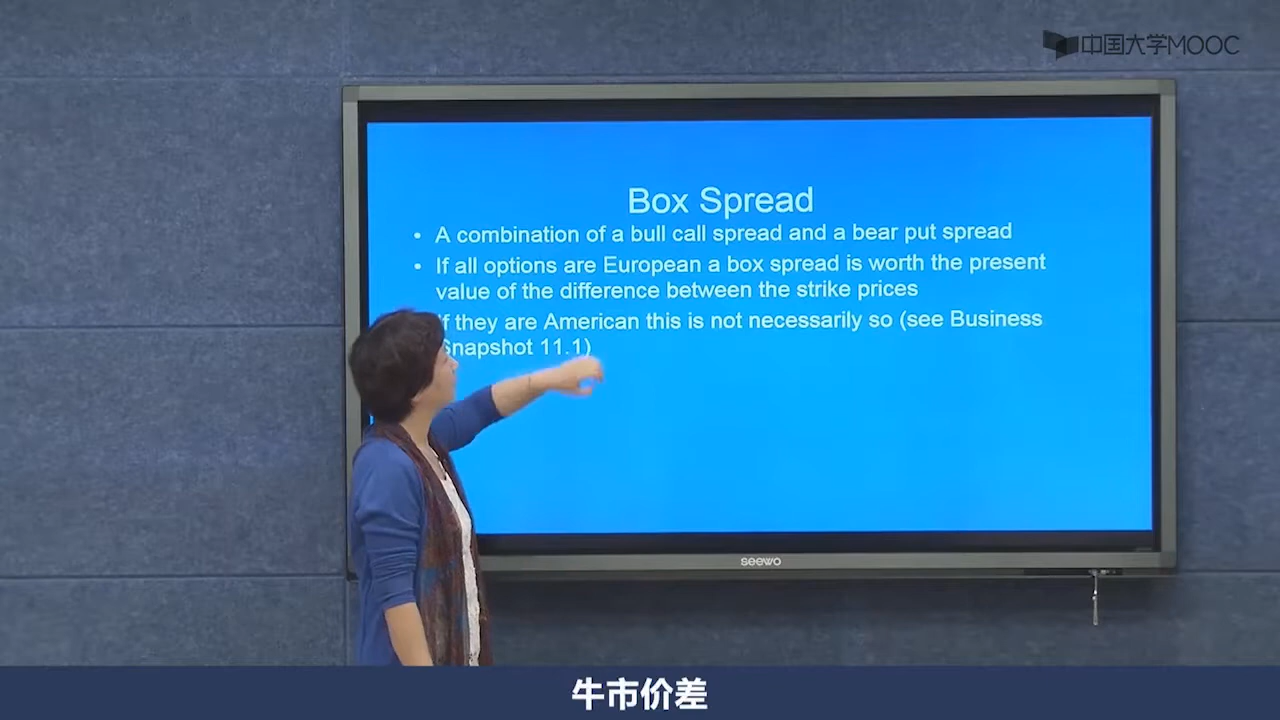 中国大学MOOC
Box Spread
• A combination of a bull call spread and a bear put spread
• If all options are European a box spread is worth the present
value of the difference between the strike prices
If they are American this is not necessarily so (see Business
Snapshot 11.1)
seewo
牛市价差